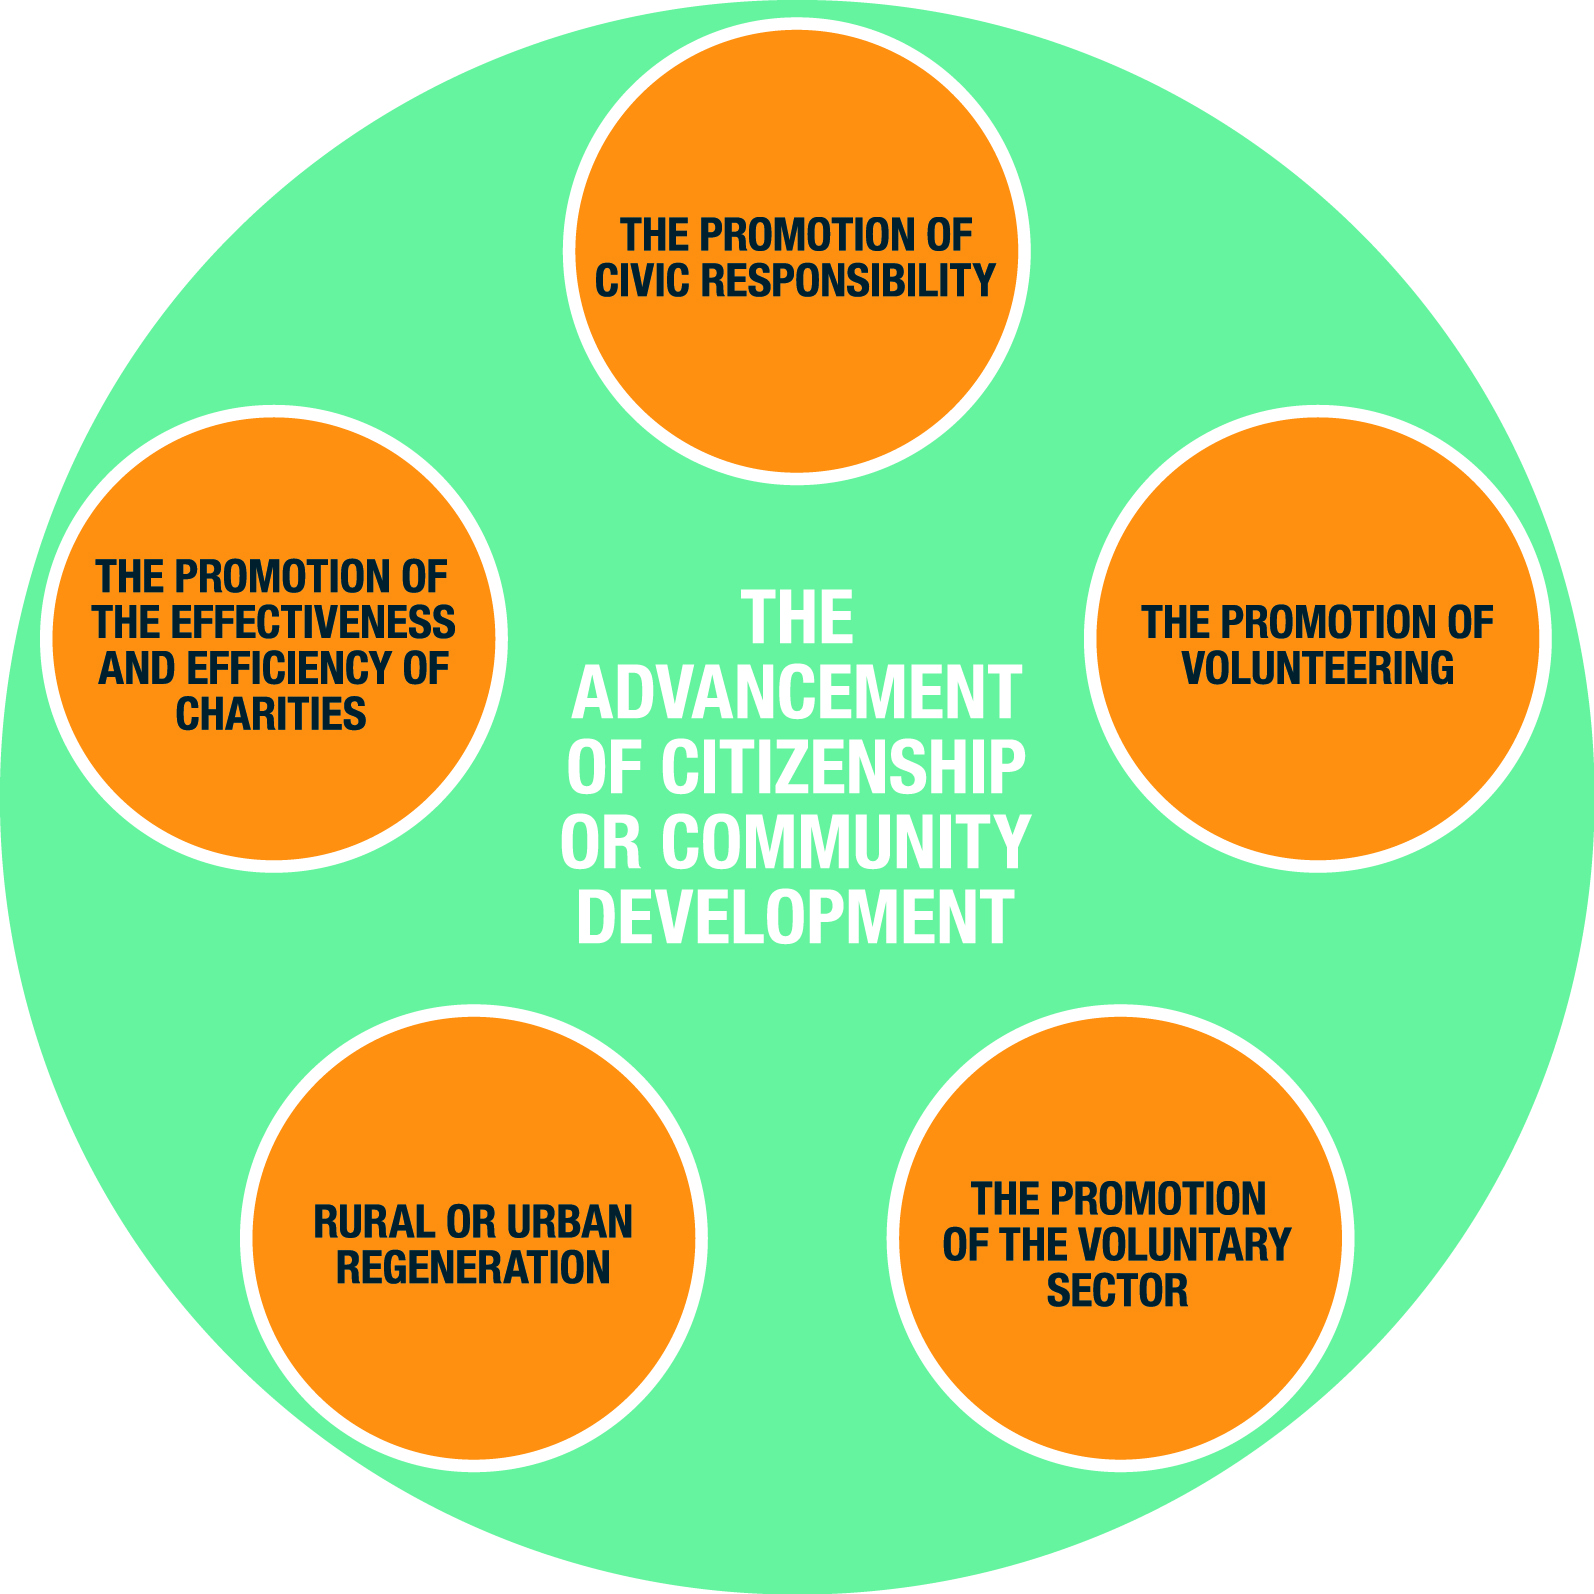 THE PROMOTION OF
CIVIC RESPONSIBILITY
THE PROMOTION OF
THE EFFECTIVENESS
AND EFFICIENCY OF
CHARITIES
THE
ADVANCEMENT
OF CITIZENSHIP
OR COMMUNITY
DEVELOPMENT
THE PROMOTION OF
VOLUNTEERING
RURAL OR URBAN
REGENERATION
THE PROMOTION
OF THE VOLUNTARY
SECTOR